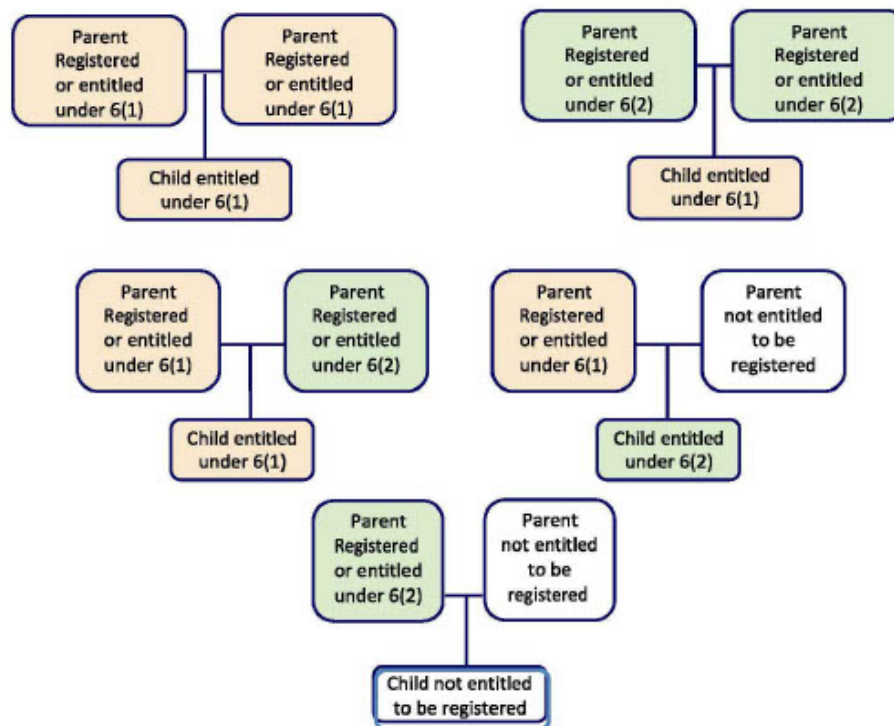 Parent
Registered
or entitled
under 6(1)
Parent
Registered
or entitled
under 6(1)
Child entitled
under 6(1)
Parent
Registered
or entitled
under 6(2)
Parent
Registered
or entitled
under 6(2)
Child entitled
under 6(1)
Parent
Registered
or entitled
under 6(1)
Parent
Registered
or entitled
under 6(2)
Child entitled
under 6(1)
Parent
Registered
or entitled
under 6(1)
Parent
not entitled
to be
registered
Child entitled
under 6(2)
Parent
Registered
or entitled
under 6(2)
Parent
not entitled
to be
registered
Child not entitled
to be registered